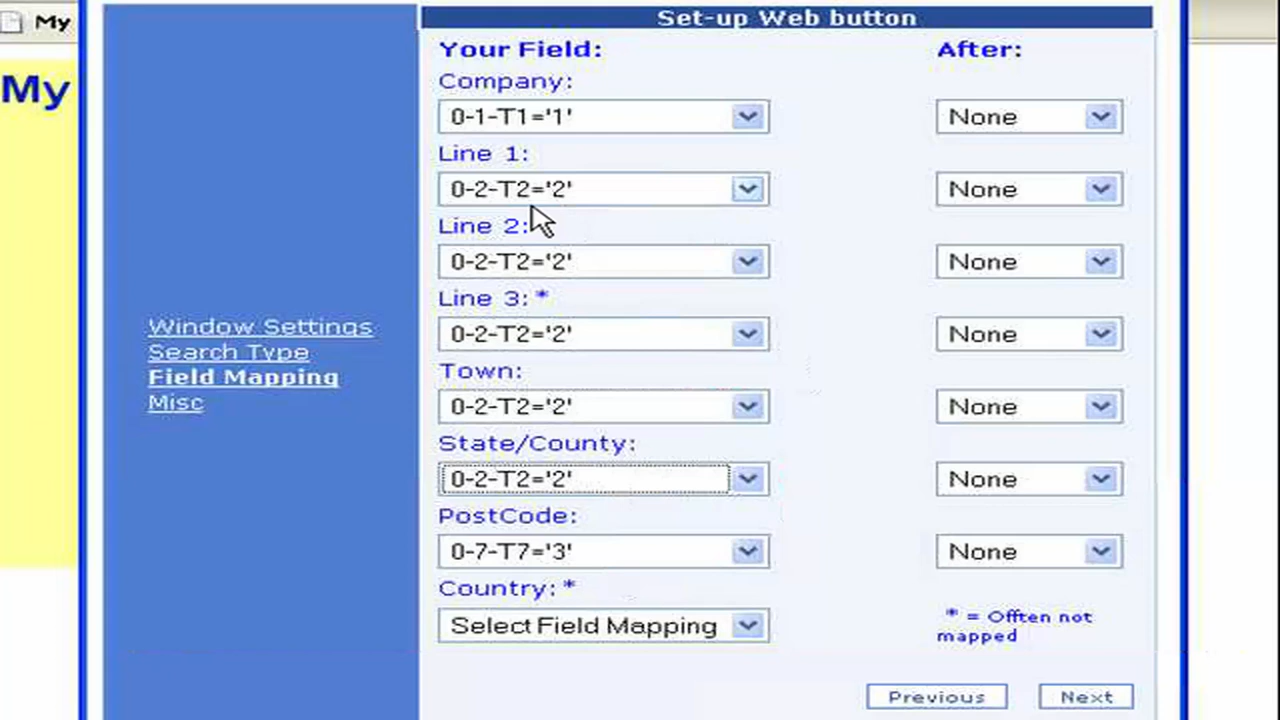 My
Set-up Web button
My
Your Field: After:
Company:
0-1-T1='1' None
Line 1:
0-2-T2='2' None
Line 2:
0-2-T2='2' None
Line 3: *
0-2-T2='2' None
Town:
0-2-T2='2' None
State/County:
0-2-T2='2' None
PostCode:
0-7-T7='3' None
Country: *
Select Field Mapping
* = Offten not
mapped
Window Settings
Search Type
Field Mapping
Misc
Previous Next